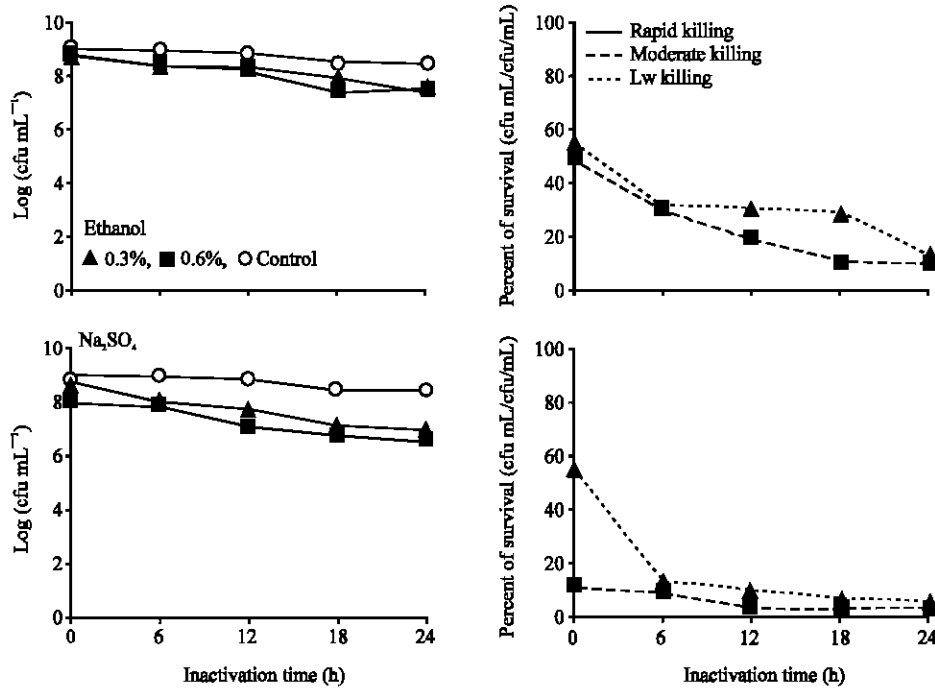 Log (cfu mL⁻¹)
10
8
6
4
2
0
Ethanol
0.3%, 0.6%, Control
0 6 12 18 24
Percent of survival (cfu mL/cfu/mL)
100
80
60
40
20
0
Rapid killing
Moderate killing
Lw killing
0 6 12 18 24
Na₂SO₄
Log (cfu mL⁻¹)
10
8
6
4
2
0
0 6 12 18 24
Inactivation time (h)
Percent of survival (cfu mL/cfu/mL)
100
80
60
40
20
0
0 6 12 18 24
Inactivation time (h)